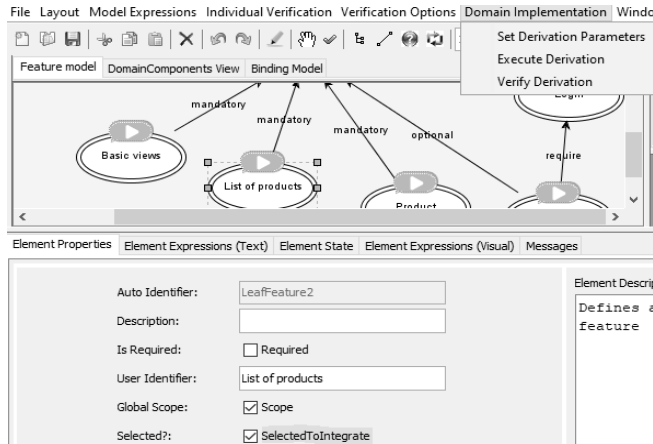 File Layout Model Expressions Individual Verification Verification Options Domain Implementation
Set Derivation Parameters
Execute Derivation
Verify Derivation
Feature model DomainComponents View Binding Model
mandatory
mandatory
mandatory
optional
require
Basic views
List of products
Product
Element Properties Element Expressions (Text) Element State Element Expressions (Visual) Messages
Auto Identifier: LeafFeature2
Description:
Is Required: Required
User Identifier: List of products
Global Scope: Scope
Selected?: SelectedToIntegrate
Element Descrip
Defines a
feature